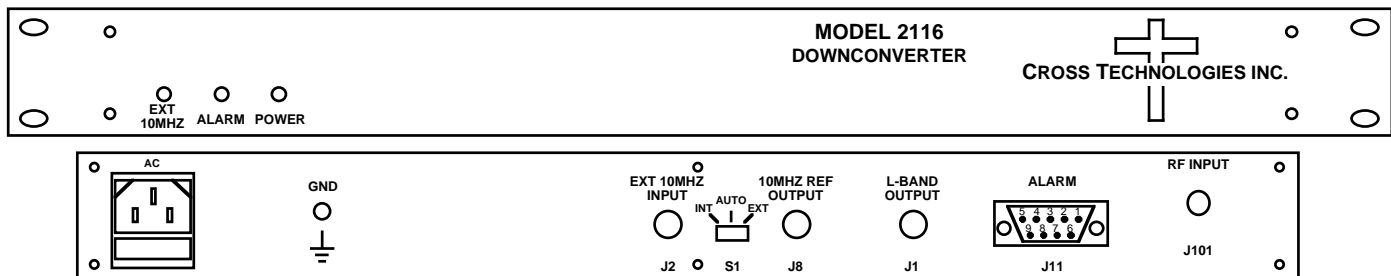 MODEL 2116
DOWNCONVERTER
CROSS TECHNOLOGIES INC.
EXT
10MHZ
ALARM
POWER
AC
GND
EXT 10MHZ
INPUT
INT
AUTO
EXT
10MHZ REF
OUTPUT
L-BAND
OUTPUT
ALARM
5 4 3 2 1
9 8 7 6
RF INPUT
J2
S1
J8
J1
J11
J101